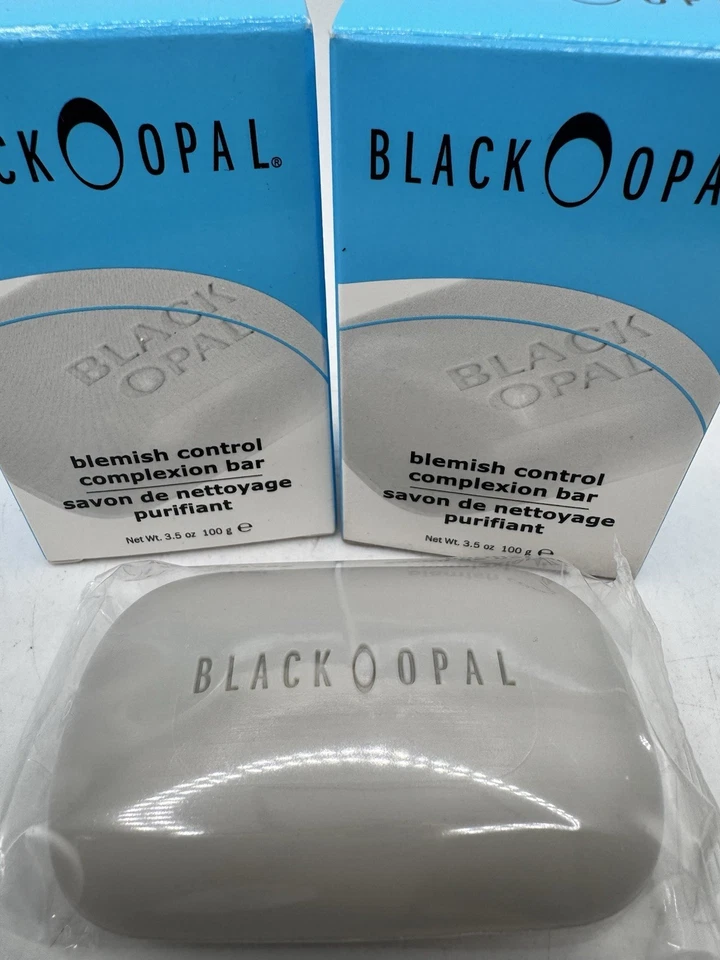 CK OPAL®
BLACK
OPAL
blemish control
complexion bar
savon de nettoyage
purifiant
Net Wt. 3.5 oz 100 g ℮
BLACK OPA
BLACK
OPAL
blemish control
complexion bar
savon de nettoyage
purifiant
Net Wt. 3.5 oz 100 g ℮
BLACK OPAL